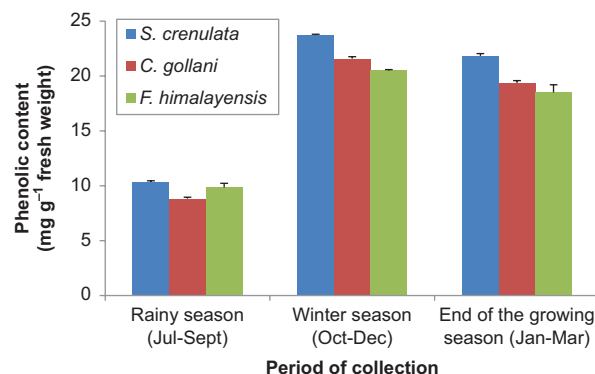 25
20
15
10
5
0
Phenolic content
(mg g⁻¹ fresh weight)
S. crenulata
C. gollani
F. himalayensis
Rainy season
(Jul-Sept)
Winter season
(Oct-Dec)
End of the growing
season (Jan-Mar)
Period of collection